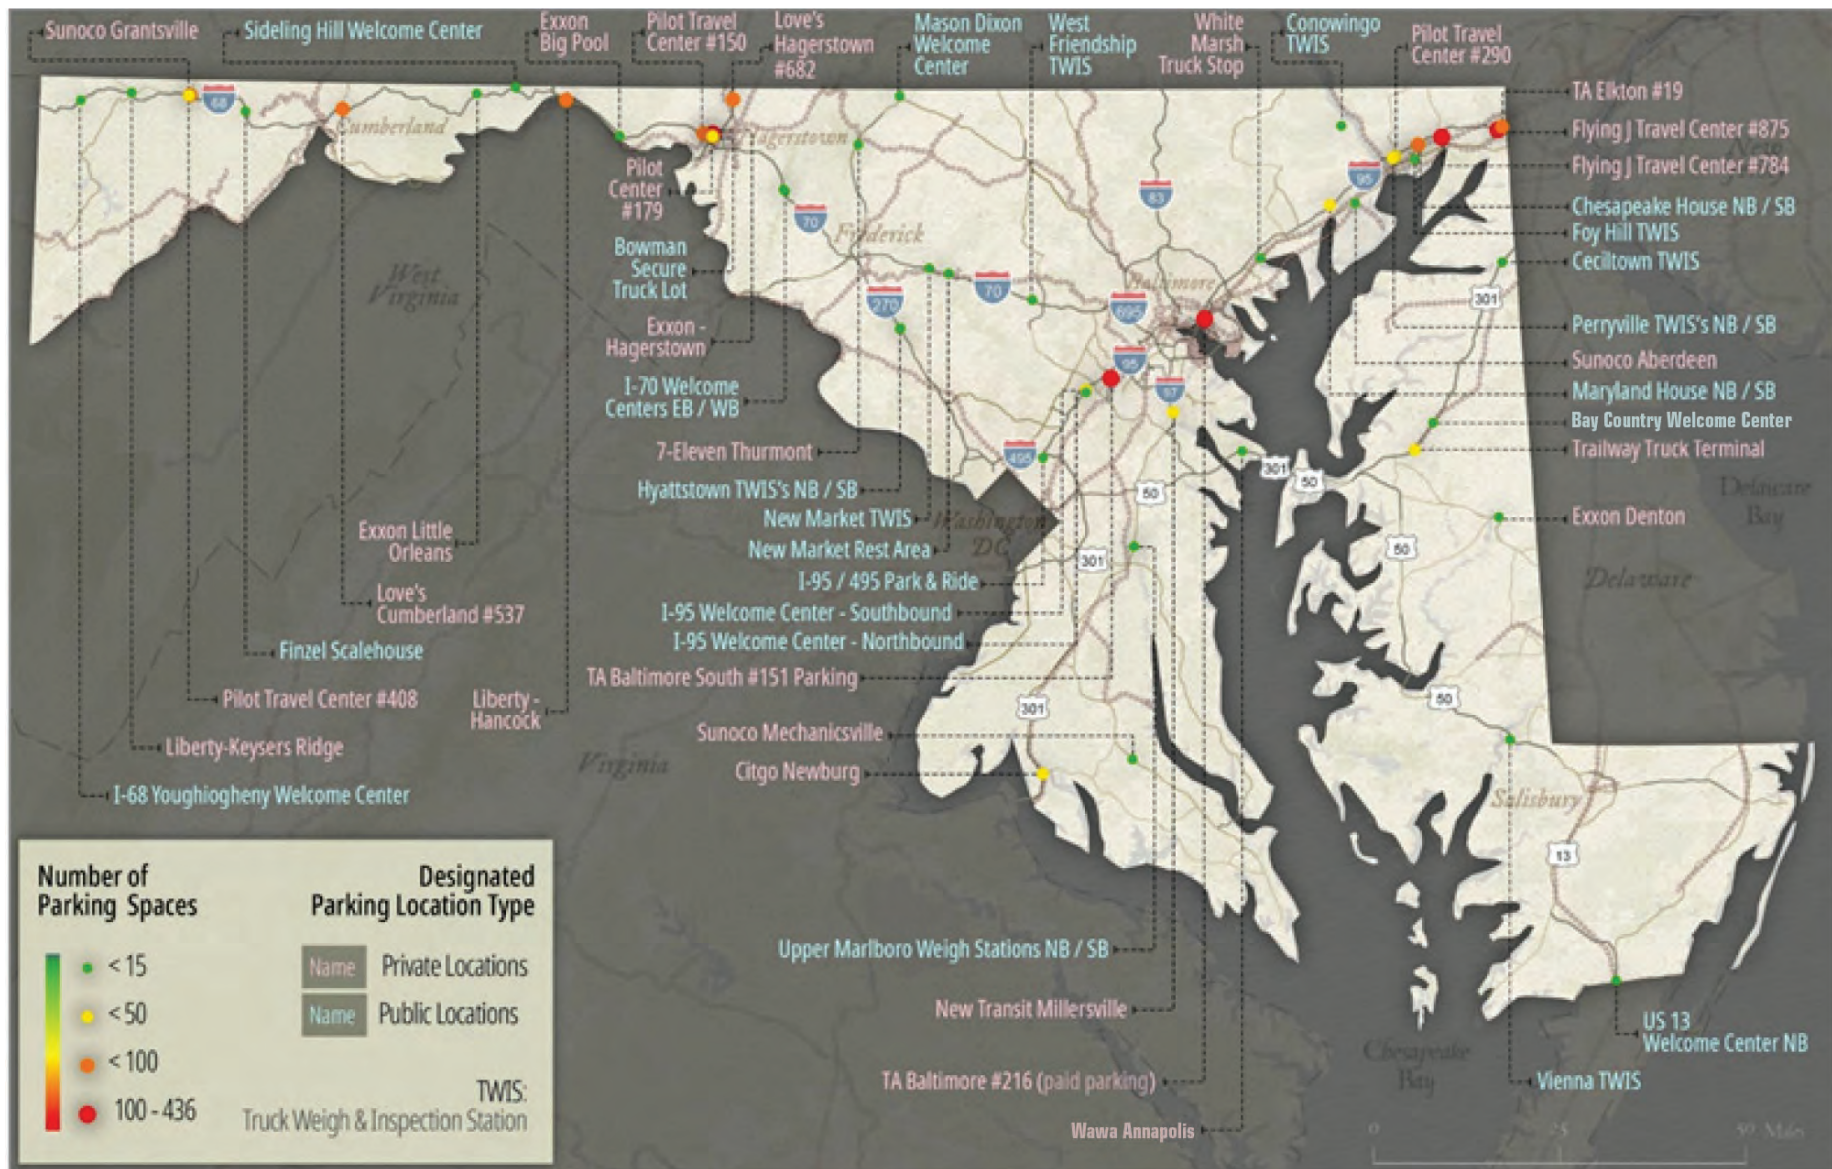 Sunoco Grantsville
Sideling Hill Welcome Center
Exxon
Big Pool
Pilot Travel
Center #150
Love's
Hagerstown
#682
Mason Dixon
Welcome
Center
West
Friendship
TWIS
White
Marsh
Truck Stop
Conowingo
TWIS
Pilot Travel
Center #290
TA Elkton #19
Flying J Travel Center #875
Flying J Travel Center #784
Chesapeake House NB / SB
Foy Hill TWIS
Ceciltown TWIS
Perryville TWIS's NB / SB
Sunoco Aberdeen
Maryland House NB / SB
Bay Country Welcome Center
Trailway Truck Terminal
Exxon Denton
68
Cumberland
Hagerstown
Pilot
Center
#179
Bowman
Secure
Truck Lot
Exxon -
Hagerstown
I-70 Welcome
Centers EB / WB
7-Eleven Thurmont
Hyattstown TWIS's NB / SB
New Market TWIS
New Market Rest Area
I-95 / 495 Park & Ride
I-95 Welcome Center - Southbound
I-95 Welcome Center - Northbound
TA Baltimore South #151 Parking
Sunoco Mechanicsville
Citgo Newburg
70
Frederick
270
70
83
95
Baltimore
695
95
97
495
50
301
50
301
301
50
301
50
13
West
Virginia
Washington
DC
Virginia
Delaware
Bay
Delaware
Salisbury
Chesapeake
Bay
New
Exxon Little
Orleans
Love's
Cumberland #537
Finzel Scalehouse
Pilot Travel Center #408
Liberty -
Hancock
Liberty-Keysers Ridge
I-68 Youghiogheny Welcome Center
Upper Marlboro Weigh Stations NB / SB
New Transit Millersville
TA Baltimore #216 (paid parking)
Wawa Annapolis
US 13
Welcome Center NB
Vienna TWIS
Number of
Parking Spaces
< 15
< 50
< 100
100 - 436
Designated
Parking Location Type
Name Private Locations
Name Public Locations
TWIS:
Truck Weigh & Inspection Station
0 25 50 Miles